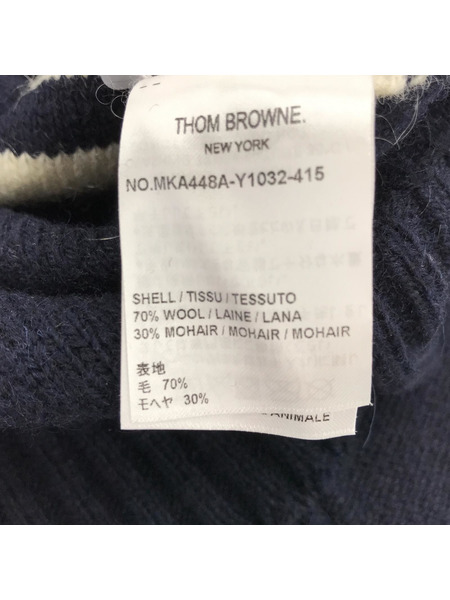 THOM BROWNE.
NEW YORK
NO.MKA448A-Y1032-415
SHELL / TISSU / TESSUTO
70% WOOL / LAINE / LANA
30% MOHAIR / MOHAIR / MOHAIR
表地
毛 70%
モヘヤ 30%
ANIMALE